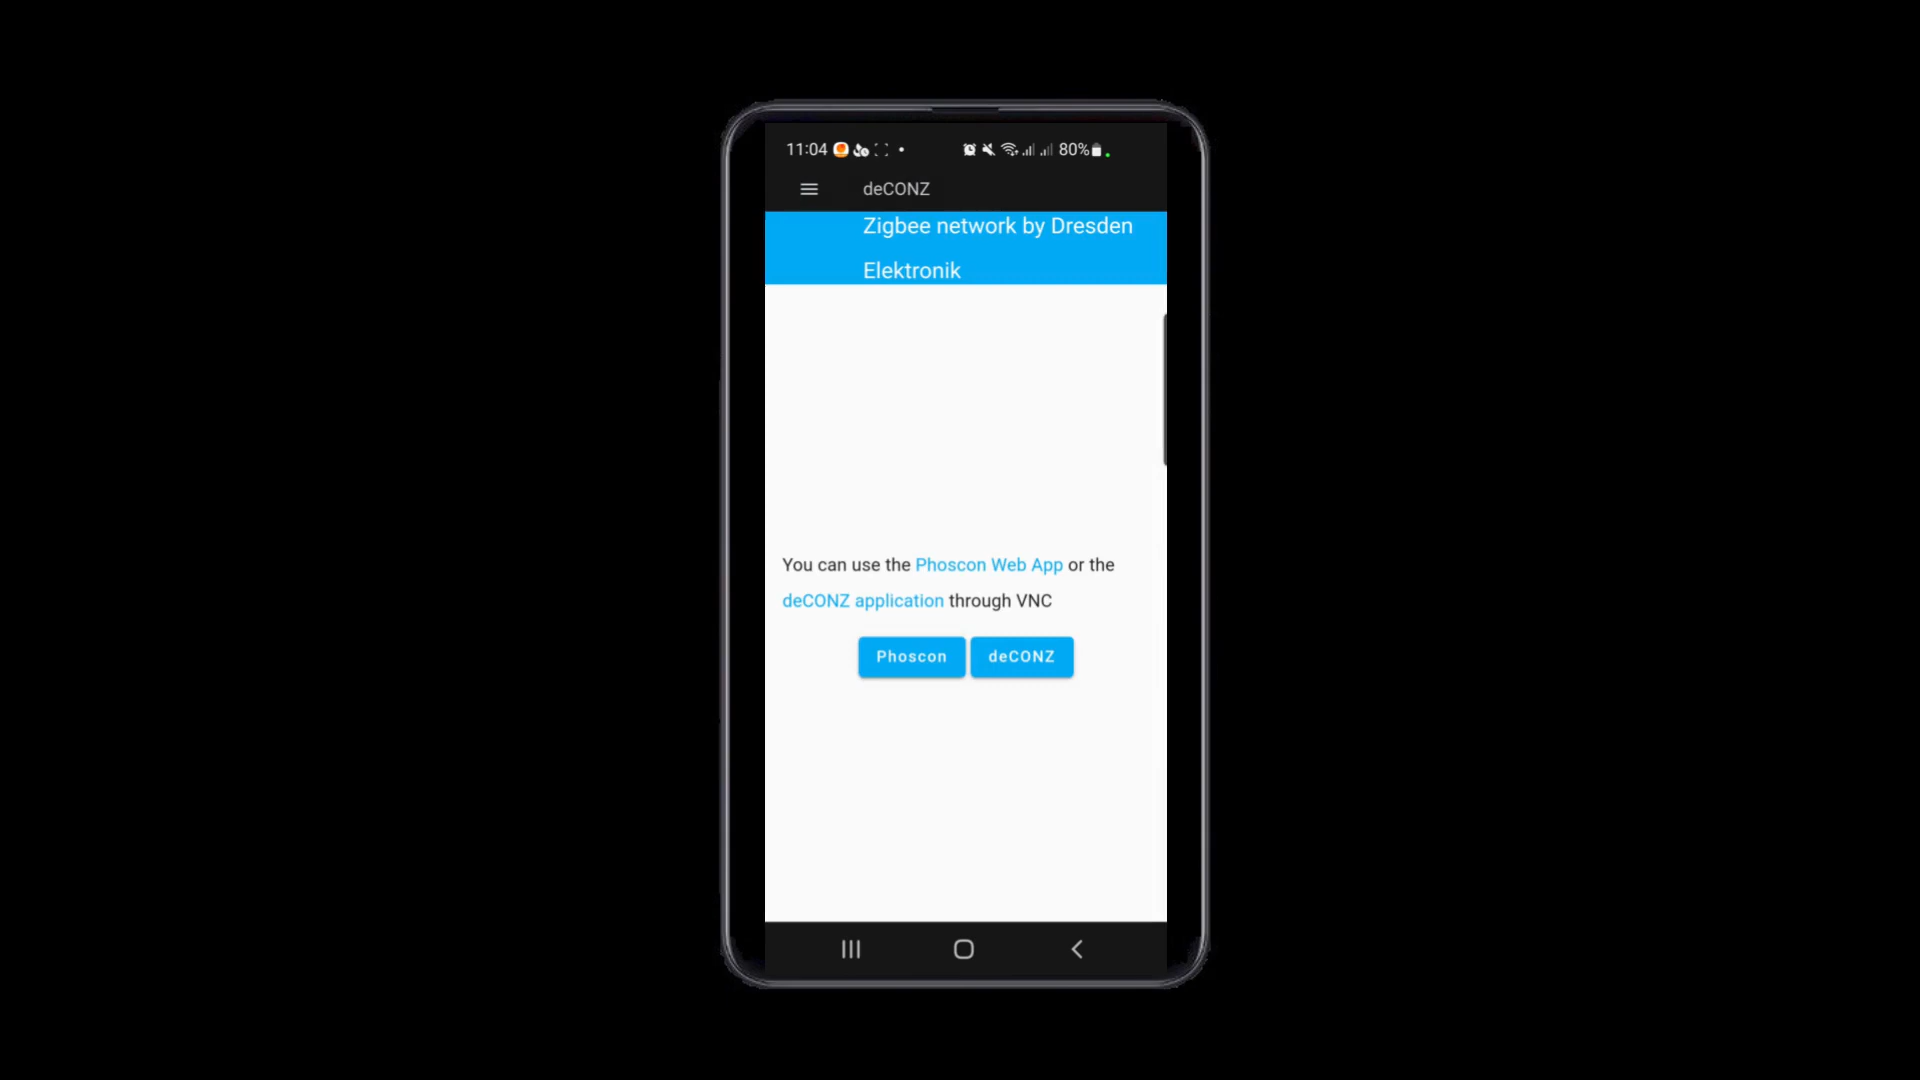 11:04
80%
deCONZ
Zigbee network by Dresden
Elektronik
You can use the Phoscon Web App or the
deCONZ application through VNC
Phoscon deCONZ